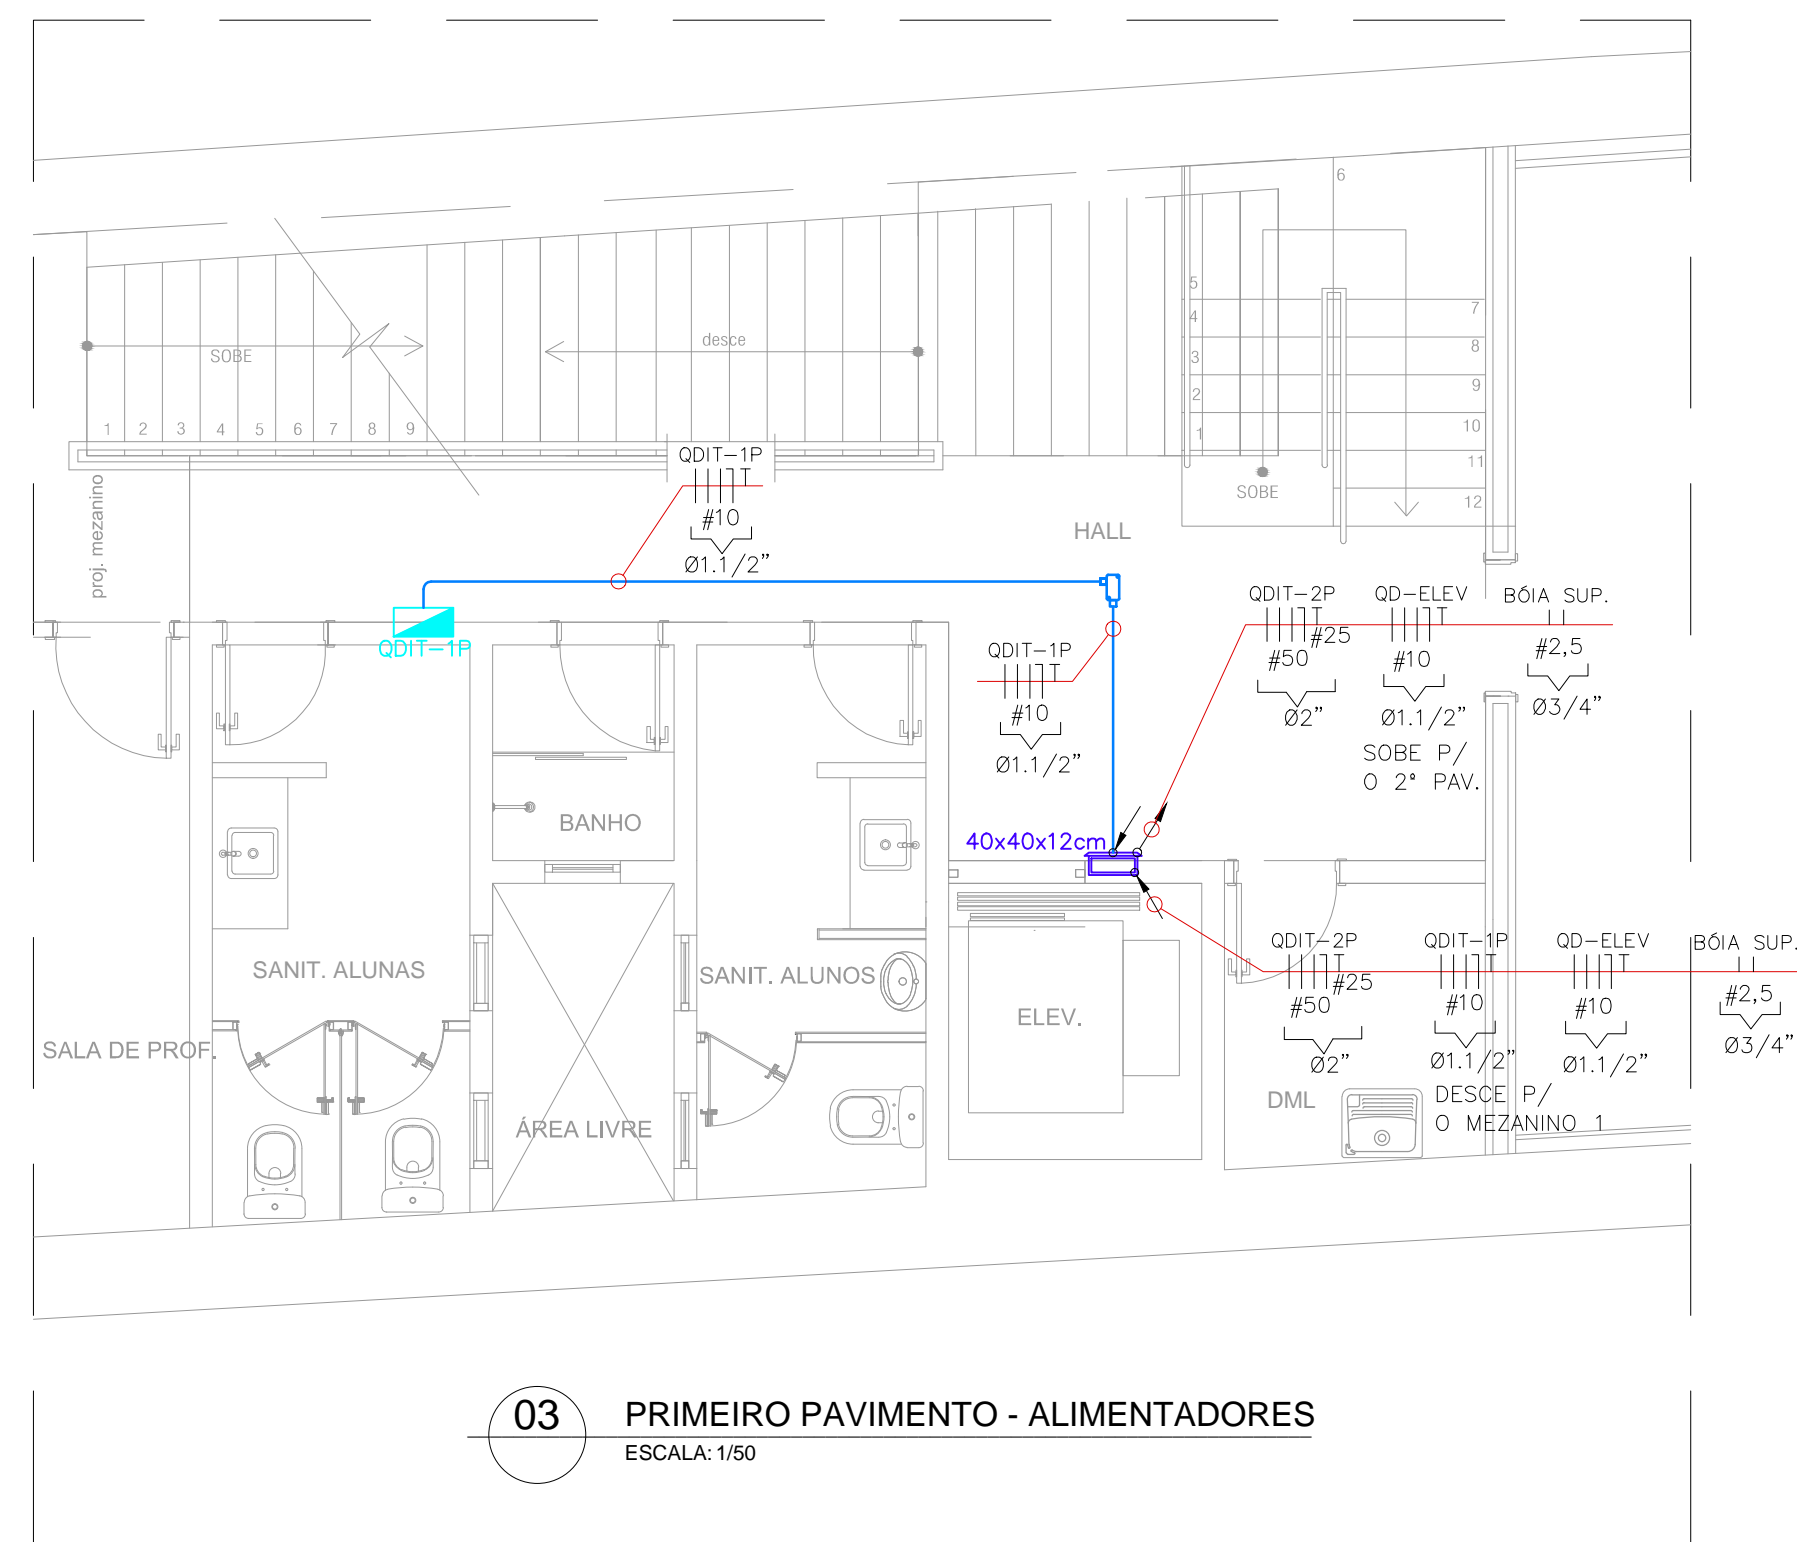 6
5
4
3
2
1
7
8
9
10
11
12
SOBE
desce
SOBE
1 2 3 4 5 6 7 8 9
proj. mezanino
QDIT-1P
#10
Ø1.1/2"
HALL
QDIT-1P
QDIT-1P
#10
Ø1.1/2"
QDIT-2P QD-ELEV BÓIA SUP.
#50 #25 #10 #2,5
Ø2" Ø1.1/2" Ø3/4"
SOBE P/
O 2º PAV.
BANHO
40x40x12cm
SANIT. ALUNAS
SANIT. ALUNOS
ELEV.
QDIT-2P QDIT-1P QD-ELEV BÓIA SUP.
#50 #25 #10 #10 #2,5
Ø2" Ø1.1/2" Ø1.1/2" Ø3/4"
SALA DE PROF.
ÁREA LIVRE
DML
DESCE P/
O MEZANINO 1
03
PRIMEIRO PAVIMENTO - ALIMENTADORES
ESCALA: 1/50